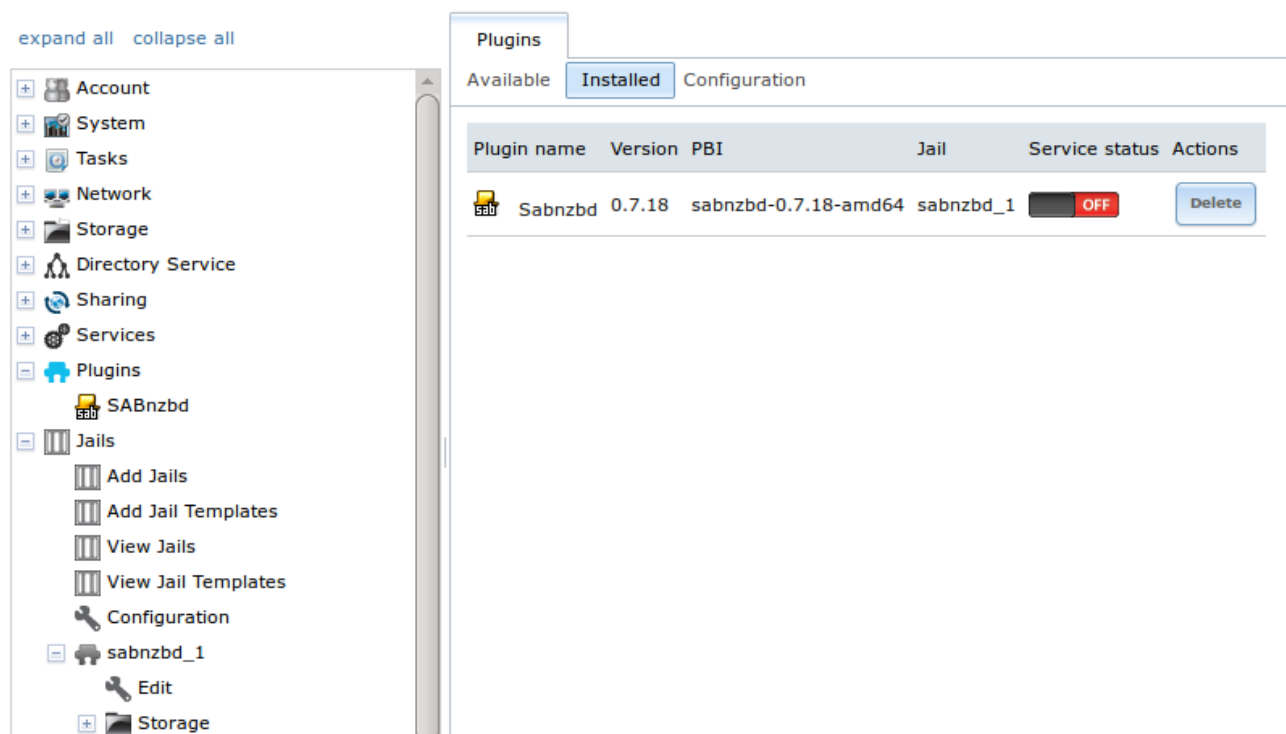 expand all collapse all
Account
System
Tasks
Network
Storage
Directory Service
Sharing
Services
Plugins
sab SABnzbd
Jails
Add Jails
Add Jail Templates
View Jails
View Jail Templates
Configuration
sabnzbd_1
Edit
Storage
Plugins
Available Installed Configuration
Plugin name Version PBI Jail Service status Actions
sab Sabnzbd 0.7.18 sabnzbd-0.7.18-amd64 sabnzbd_1 OFF Delete